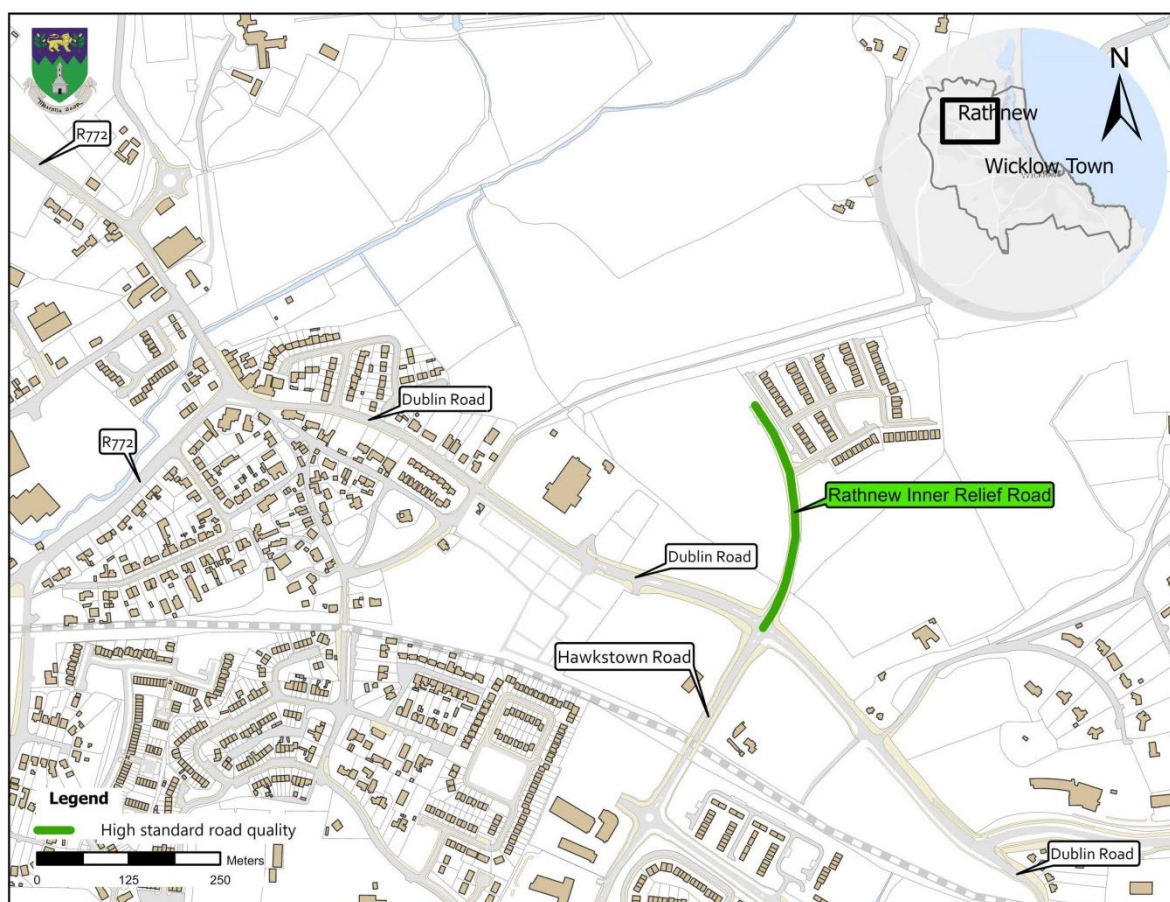 R772
N
Rathnew
Wicklow Town
Dublin Road
R772
Rathnew Inner Relief Road
Dublin Road
Hawkstown Road
Legend
High standard road quality
Meters
0 125 250
Dublin Road